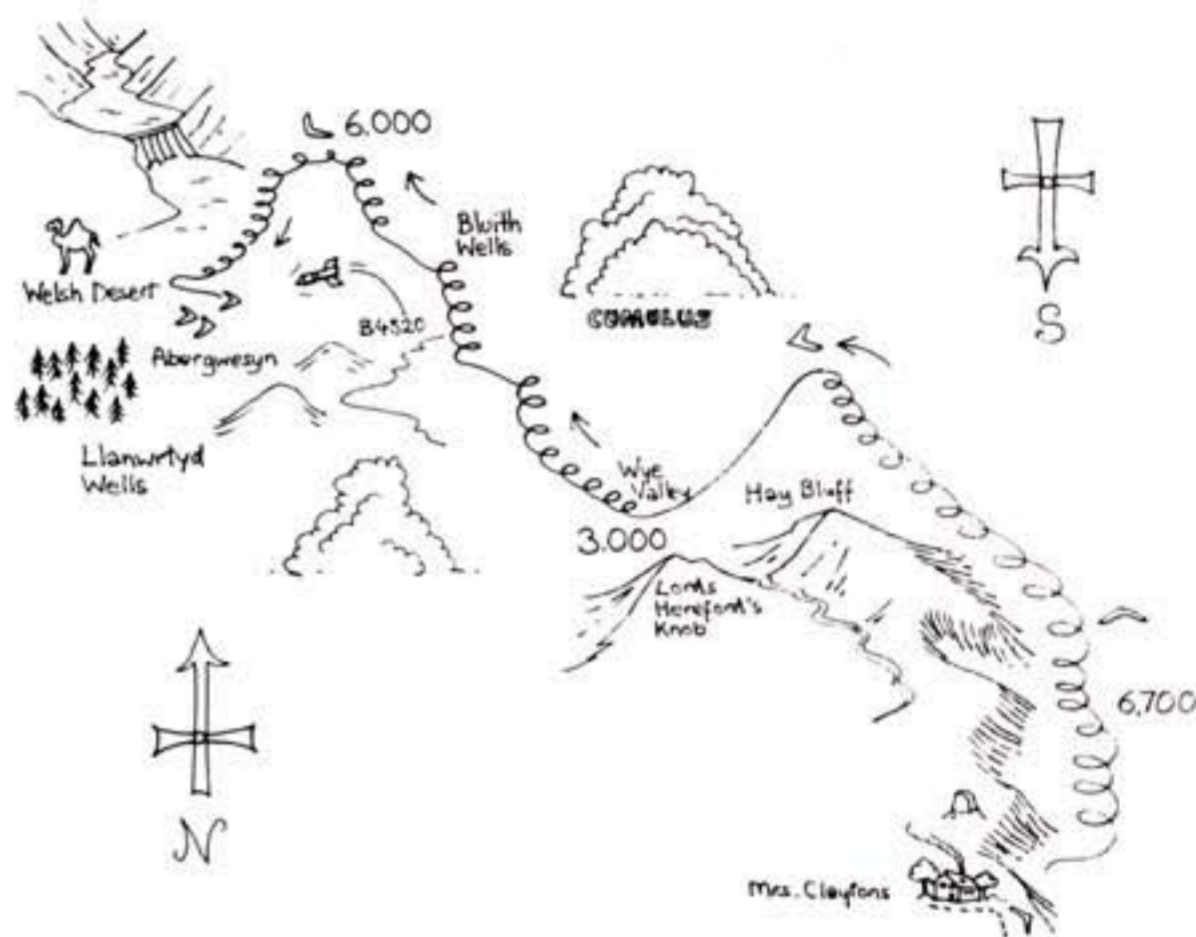 6.000
Bluith
Wells
Welsh Desert
CUMULUS
S
B4520
Abergwesyn
Llanwrtyd
Wells
Wye
Valley
Hay Bluff
3.000
Lords
Hereford's
Knob
6,700
N
Mrs. Claytons